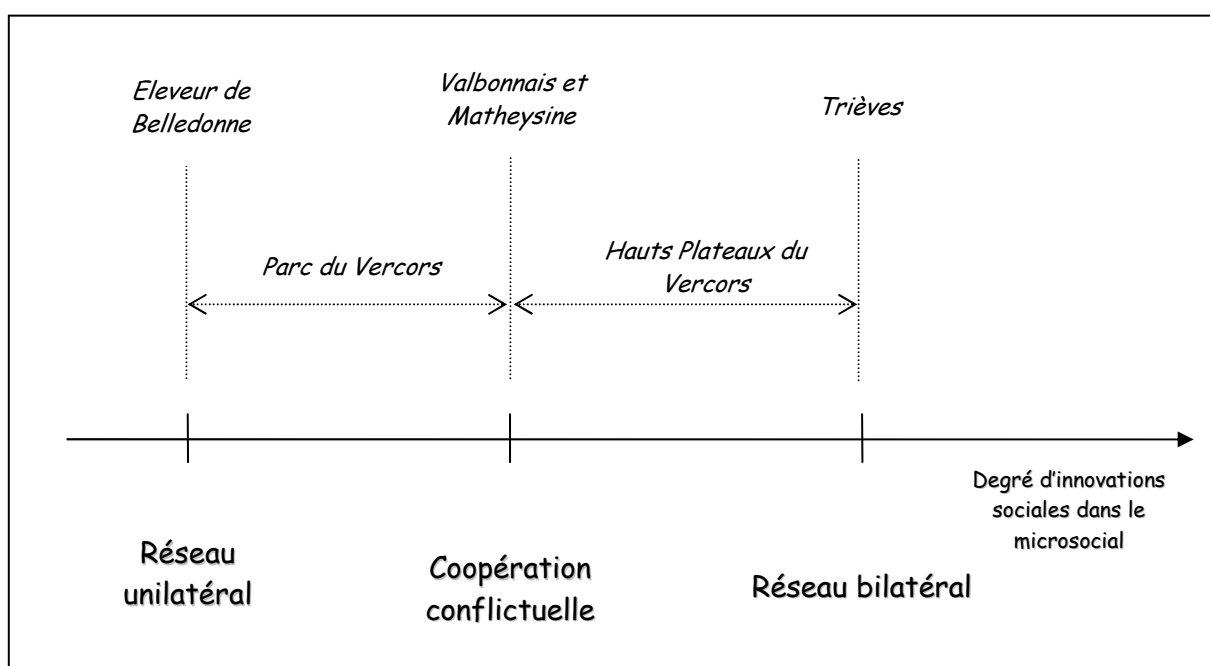 Eleveur de
Belledonne
Valbonnais et
Matheysine
Trièves
Parc du Vercors
Hauts Plateaux du
Vercors
Degré d'innovations
sociales dans le
microsocial
Réseau
unilatéral
Coopération
conflictuelle
Réseau bilatéral